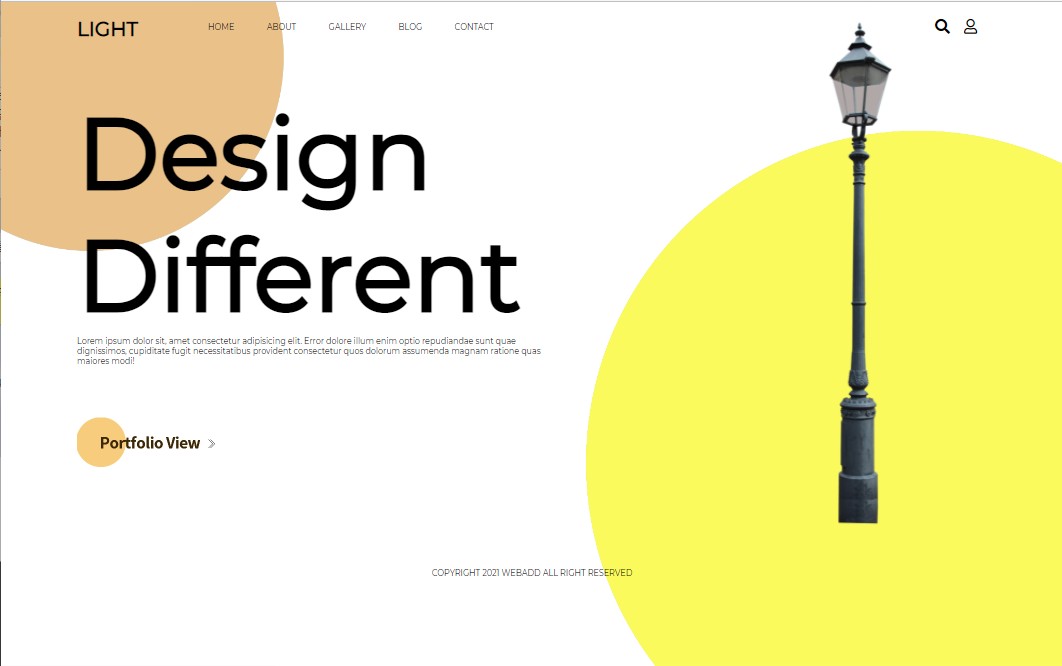 LIGHT
HOME ABOUT GALLERY BLOG CONTACT
Design
Different
Lorem ipsum dolor sit, amet consectetur adipisicing elit. Error dolore illum enim optio repudiandae sunt quae
dignissimos, cupiditate fugit necessitatibus provident consectetur quos dolorum assumenda magnam ratione quas
maiores modi!
Portfolio View
COPYRIGHT 2021 WEBADD ALL RIGHT RESERVED